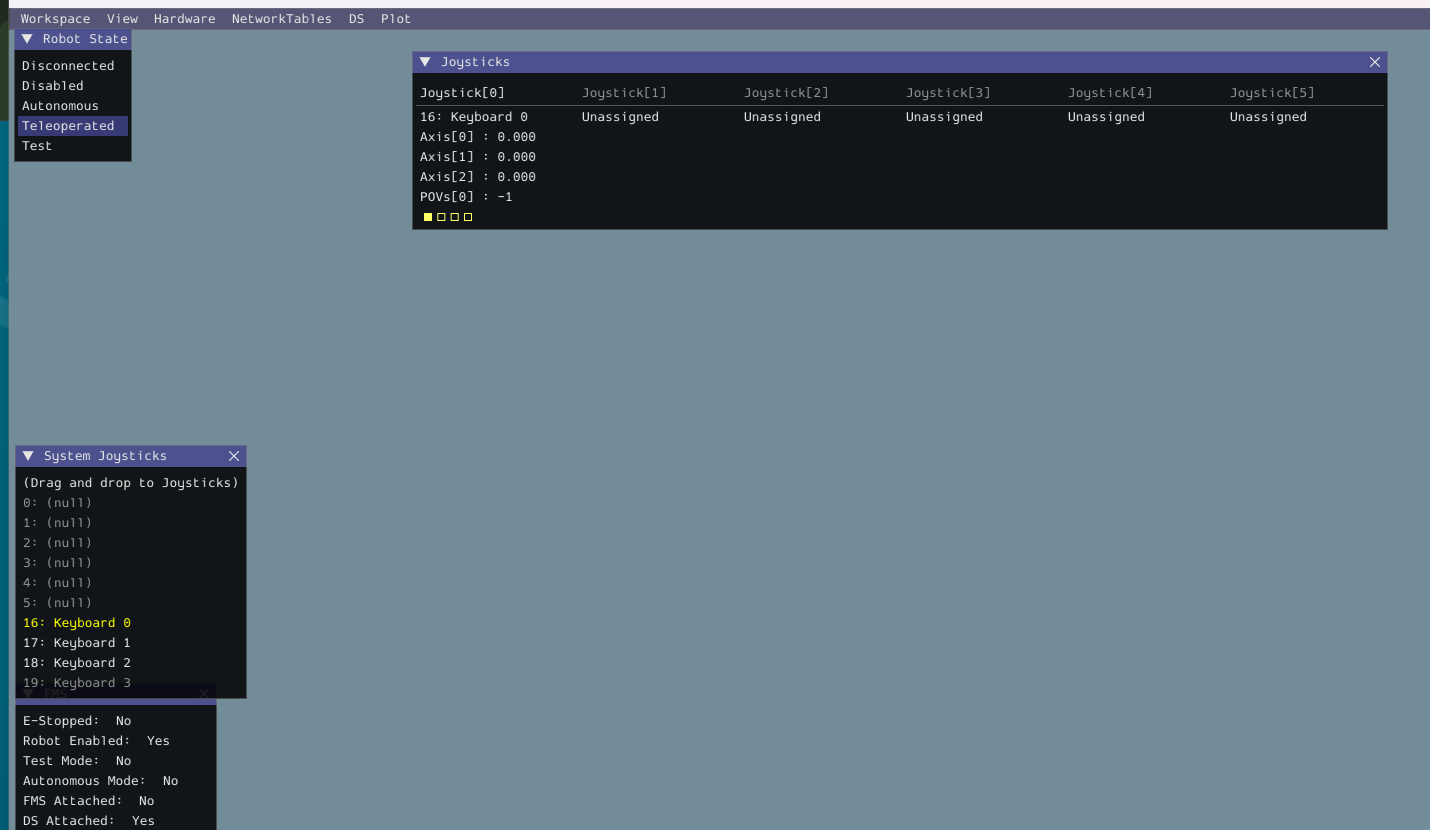 Workspace View Hardware NetworkTables DS Plot
Robot State
Disconnected
Disabled
Autonomous
Teleoperated
Test
Joysticks
Joystick[0] Joystick[1] Joystick[2] Joystick[3] Joystick[4] Joystick[5]
16: Keyboard 0 Unassigned Unassigned Unassigned Unassigned Unassigned
Axis[0] : 0.000
Axis[1] : 0.000
Axis[2] : 0.000
POVs[0] : -1
System Joysticks
(Drag and drop to Joysticks)
0: (null)
1: (null)
2: (null)
3: (null)
4: (null)
5: (null)
16: Keyboard 0
17: Keyboard 1
18: Keyboard 2
19: Keyboard 3
FMS
E-Stopped: No
Robot Enabled: Yes
Test Mode: No
Autonomous Mode: No
FMS Attached: No
DS Attached: Yes